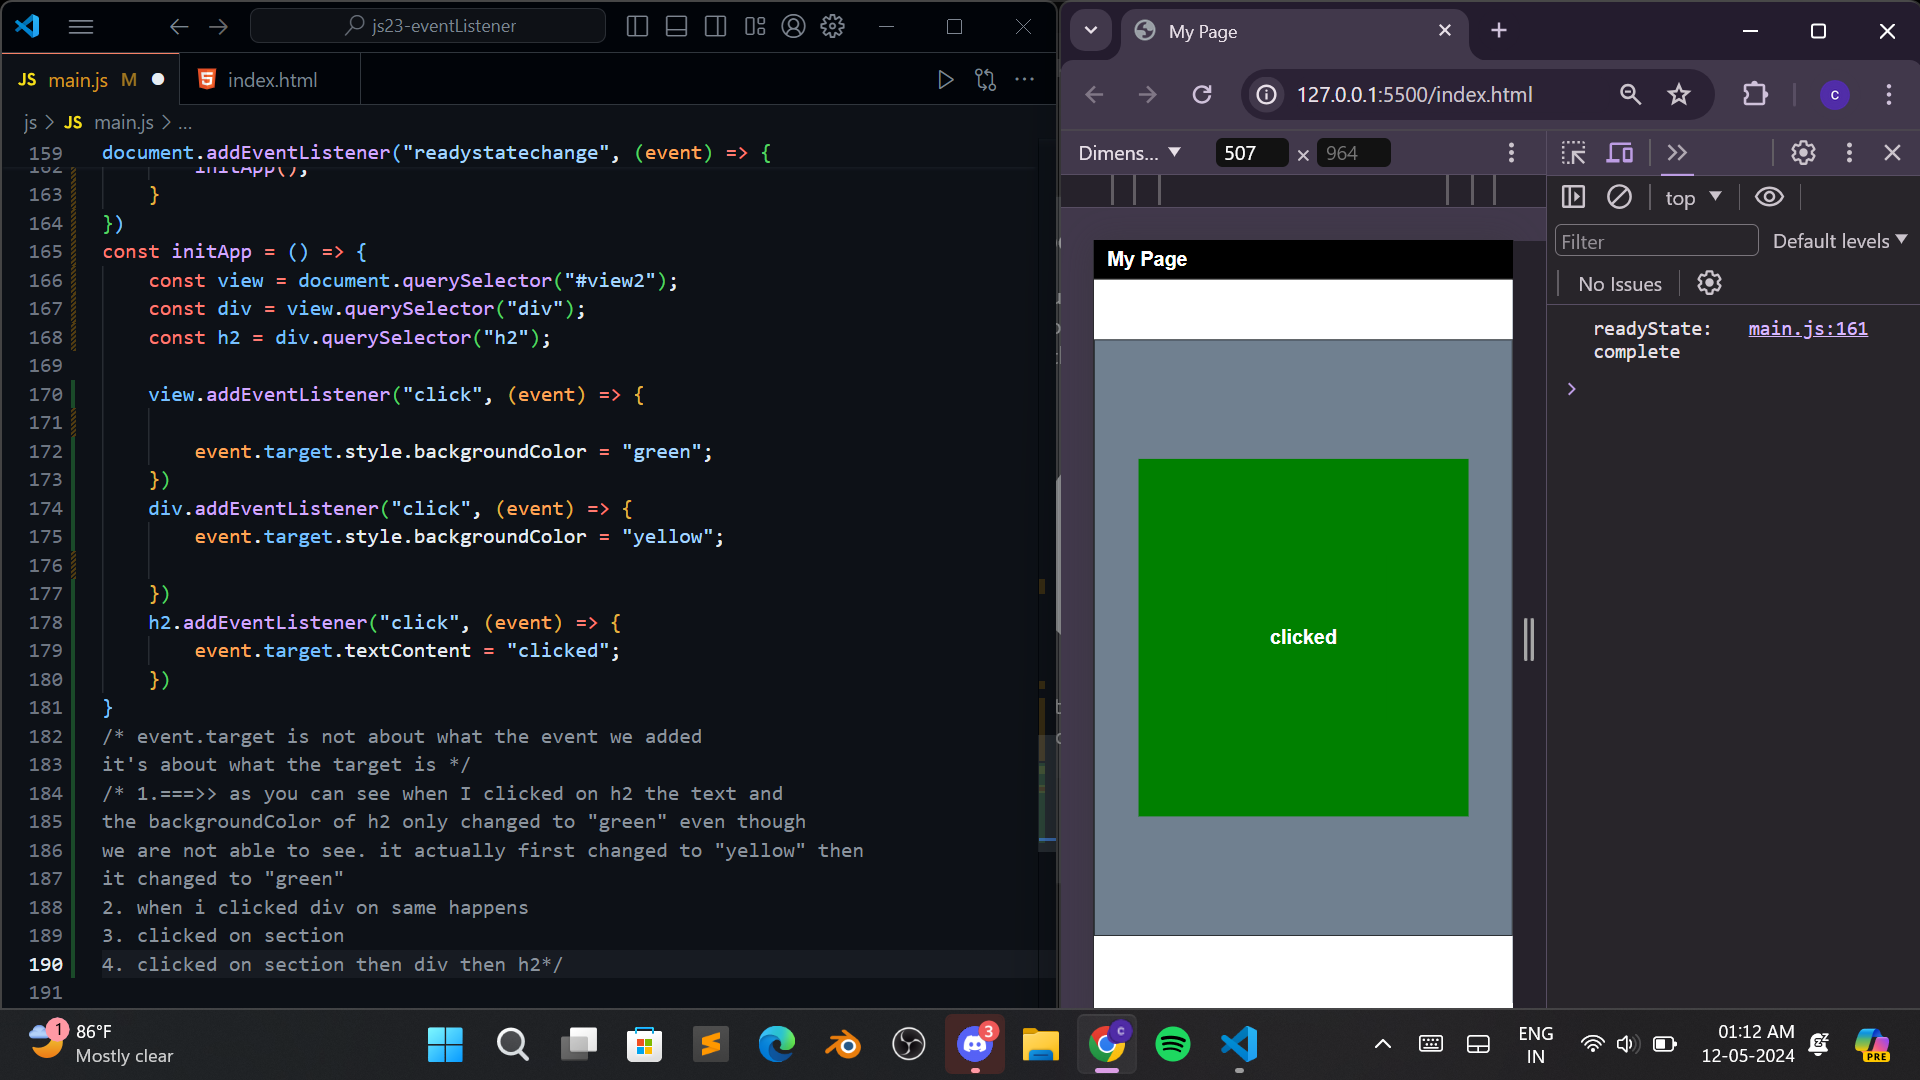 js23-eventListener
JS main.js M
index.html
js > JS main.js > ...
159 document.addEventListener("readystatechange", (event) => {
162 initApp();
163 }
164 })
165 const initApp = () => {
166 const view = document.querySelector("#view2");
167 const div = view.querySelector("div");
168 const h2 = div.querySelector("h2");
169
170 view.addEventListener("click", (event) => {
171
172 event.target.style.backgroundColor = "green";
173 })
174 div.addEventListener("click", (event) => {
175 event.target.style.backgroundColor = "yellow";
176
177 })
178 h2.addEventListener("click", (event) => {
179 event.target.textContent = "clicked";
180 })
181 }
182 /* event.target is not about what the event we added
183 it's about what the target is */
184 /* 1.===>> as you can see when I clicked on h2 the text and
185 the backgroundColor of h2 only changed to "green" even though
186 we are not able to see. it actually first changed to "yellow" then
187 it changed to "green"
188 2. when i clicked div on same happens
189 3. clicked on section
190 4. clicked on section then div then h2*/
191
My Page
127.0.0.1:5500/index.html
c
Dimens... 507 × 964
top
Filter
Default levels
No Issues
readyState: main.js:161
complete
My Page
clicked
1
86°F
Mostly clear
3
c
ENG
IN
01:12 AM
12-05-2024
PRE